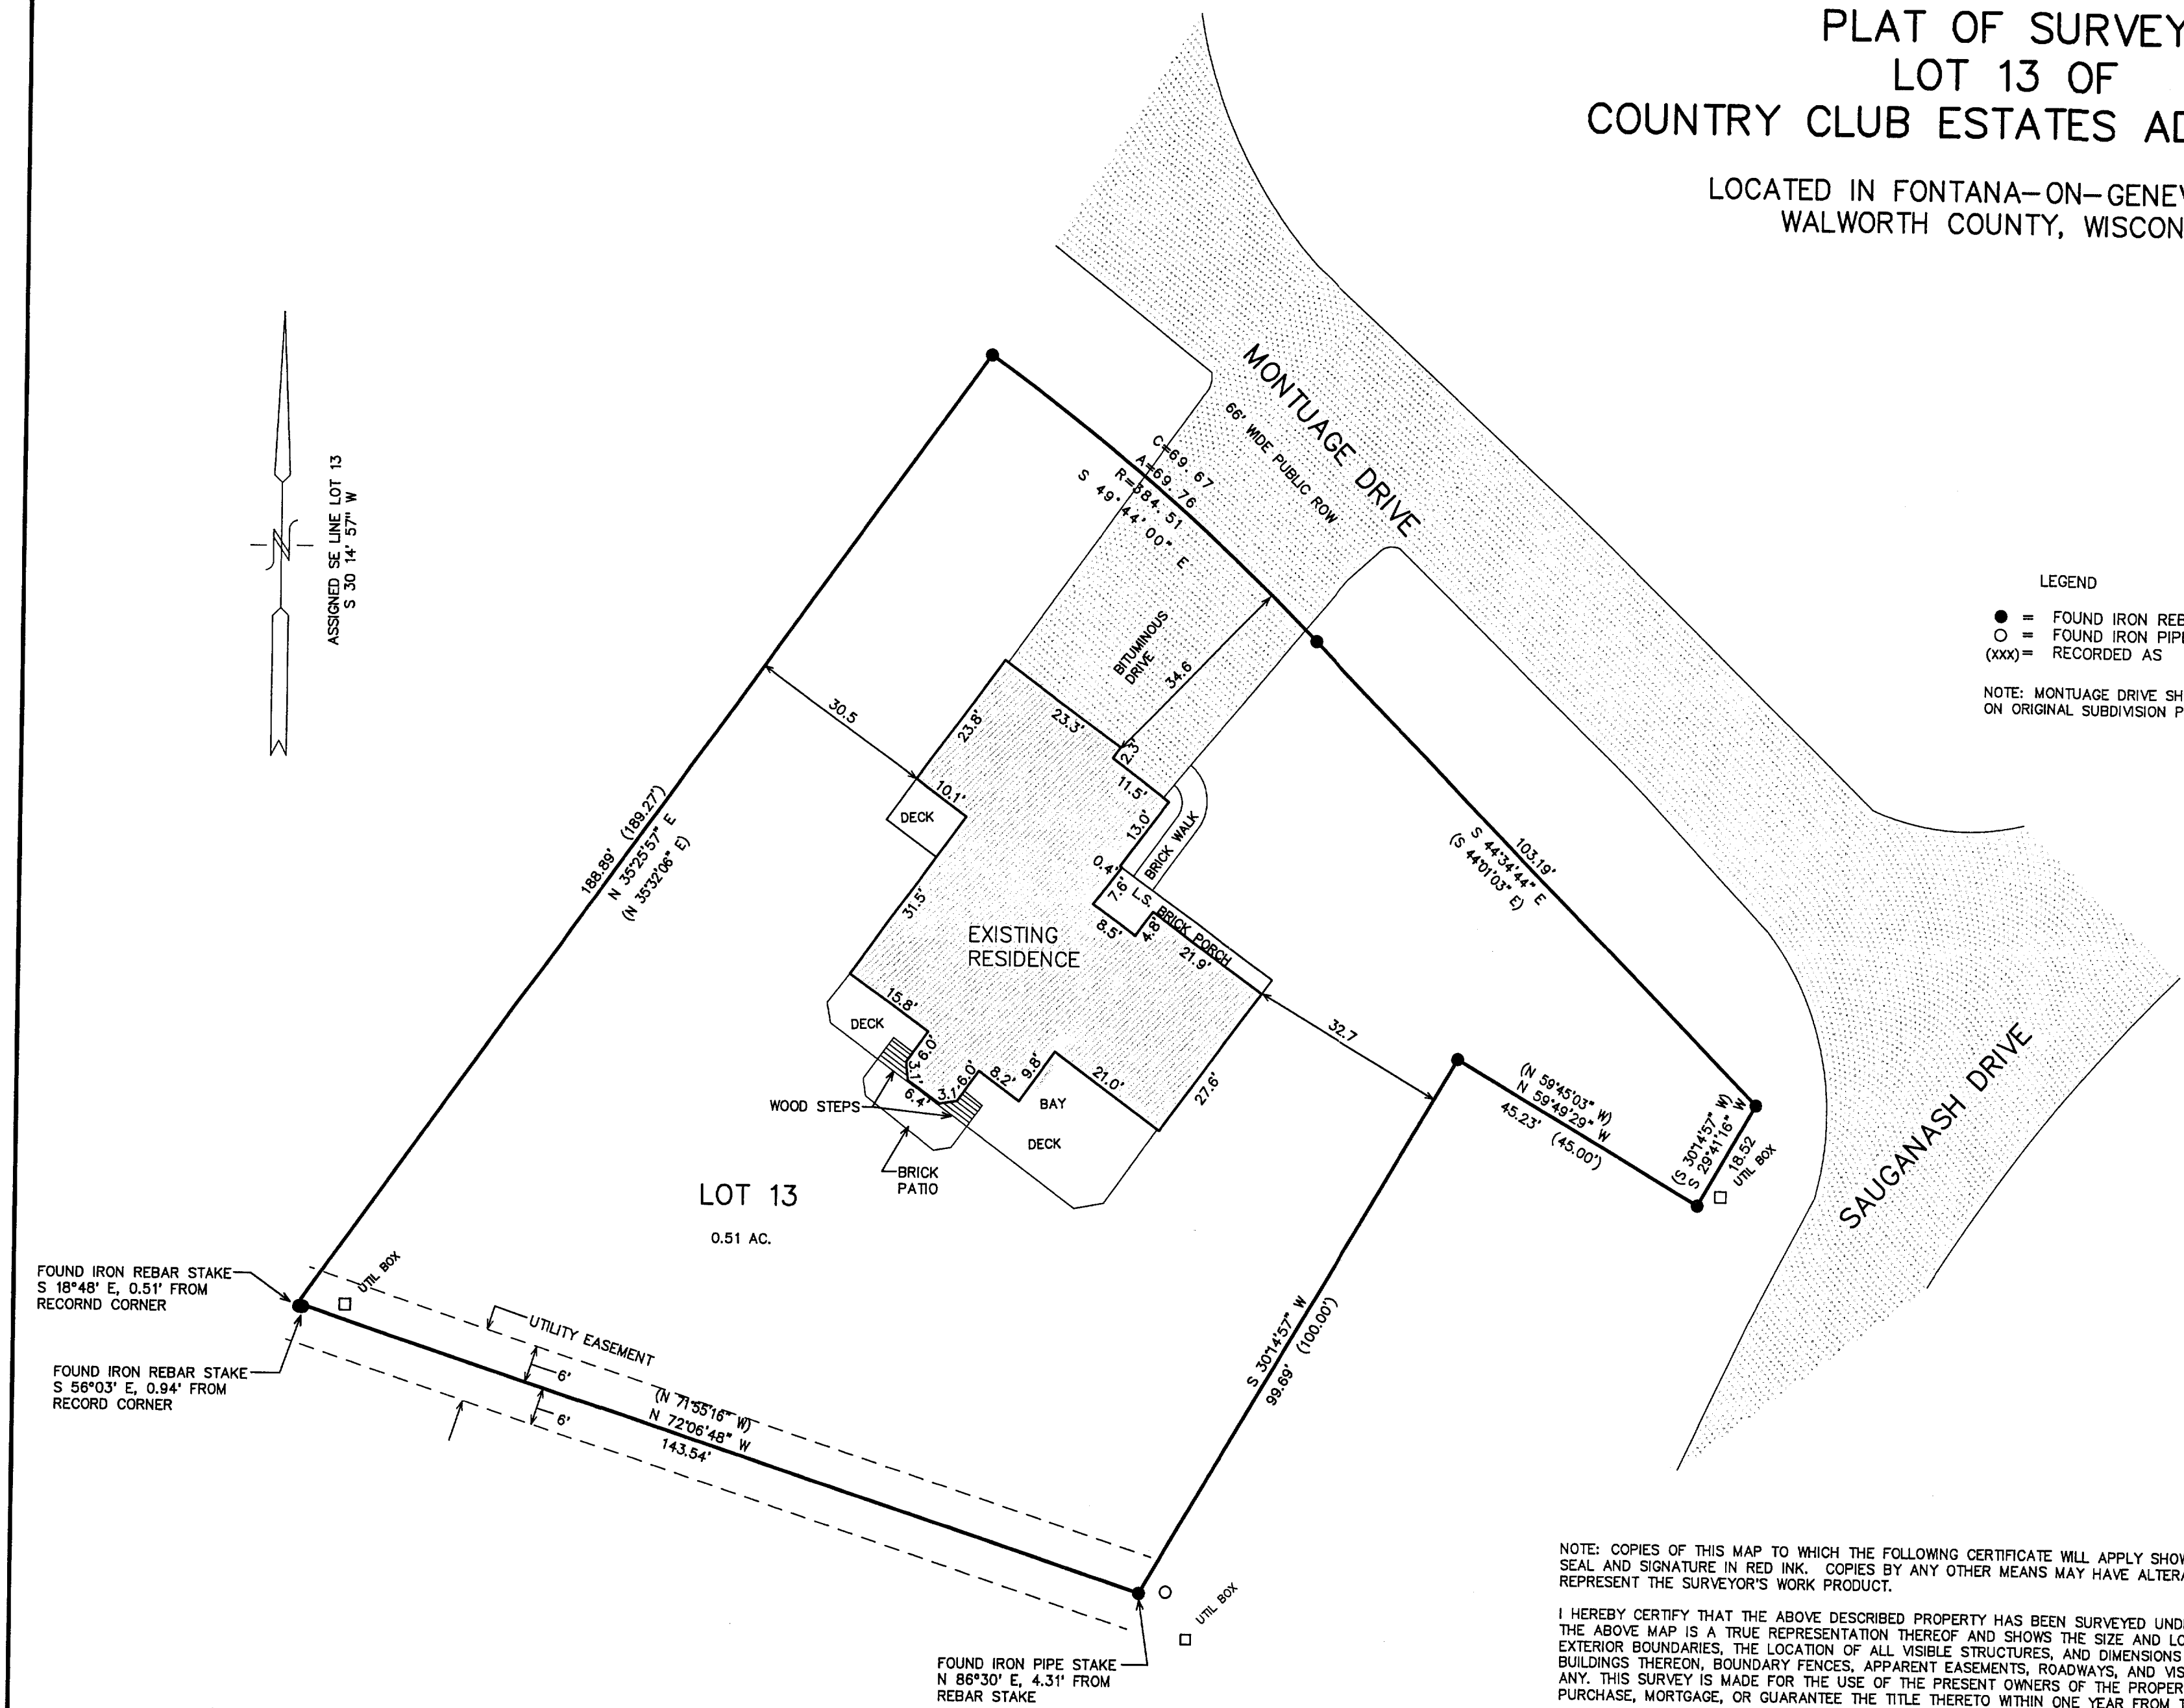 PLAT OF SURVEY
LOT 13 OF
COUNTRY CLUB ESTATES AD
LOCATED IN FONTANA-ON-GENEV
WALWORTH COUNTY, WISCON
ASSIGNED SE LINE LOT 13
S 30 14' 57" W
N
MONTUAGE DRIVE
66' WIDE PUBLIC ROW
C=69.67
A=69.76
R=384.51
S 49° 44' 00" E
LEGEND
● = FOUND IRON REB
○ = FOUND IRON PIPE
(xxx)= RECORDED AS
NOTE: MONTUAGE DRIVE SH
ON ORIGINAL SUBDIVISION P
BITUMINOUS
DRIVE
34.6
30.5
23.8'
23.3'
2.3'
11.5'
10.1'
DECK
13.0'
BRICK WALK
0.4'
7.6'
L.S. BRICK PORCH
8.5'
4.8'
21.9'
31.5'
EXISTING
RESIDENCE
188.89' (189.27')
N 35°25'57" E
(N 35°32'06" E)
103.19'
S 44°34'44" E
(S 44°01'03" E)
32.7
15.8'
DECK
6.0'
3.1'
6.4'
3.1'
6.0'
8.2'
9.8'
21.0'
27.6'
BAY
DECK
WOOD STEPS
BRICK
PATIO
(N 59°45'03" W)
N 59°49'29" W
45.23' (45.00')
(S 30°14'57" W)
S 29°41'16" W
18.52
UTIL BOX
SAUGANASH DRIVE
LOT 13
0.51 AC.
FOUND IRON REBAR STAKE
S 18°48' E, 0.51' FROM
RECORND CORNER
UTIL BOX
FOUND IRON REBAR STAKE
S 56°03' E, 0.94' FROM
RECORD CORNER
UTILITY EASEMENT
6'
6'
(N 71°55'16" W)
N 72°06'48" W
143.54'
S 30°14'57" W
99.69' (100.00')
UTIL BOX
FOUND IRON PIPE STAKE
N 86°30' E, 4.31' FROM
REBAR STAKE
NOTE: COPIES OF THIS MAP TO WHICH THE FOLLOWING CERTIFICATE WILL APPLY SHOW
SEAL AND SIGNATURE IN RED INK. COPIES BY ANY OTHER MEANS MAY HAVE ALTERA
REPRESENT THE SURVEYOR'S WORK PRODUCT.
I HEREBY CERTIFY THAT THE ABOVE DESCRIBED PROPERTY HAS BEEN SURVEYED UND
THE ABOVE MAP IS A TRUE REPRESENTATION THEREOF AND SHOWS THE SIZE AND LO
EXTERIOR BOUNDARIES, THE LOCATION OF ALL VISIBLE STRUCTURES, AND DIMENSIONS
BUILDINGS THEREON, BOUNDARY FENCES, APPARENT EASEMENTS, ROADWAYS, AND VIS
ANY. THIS SURVEY IS MADE FOR THE USE OF THE PRESENT OWNERS OF THE PROPER
PURCHASE, MORTGAGE, OR GUARANTEE THE TITLE THERETO WITHIN ONE YEAR FROM T